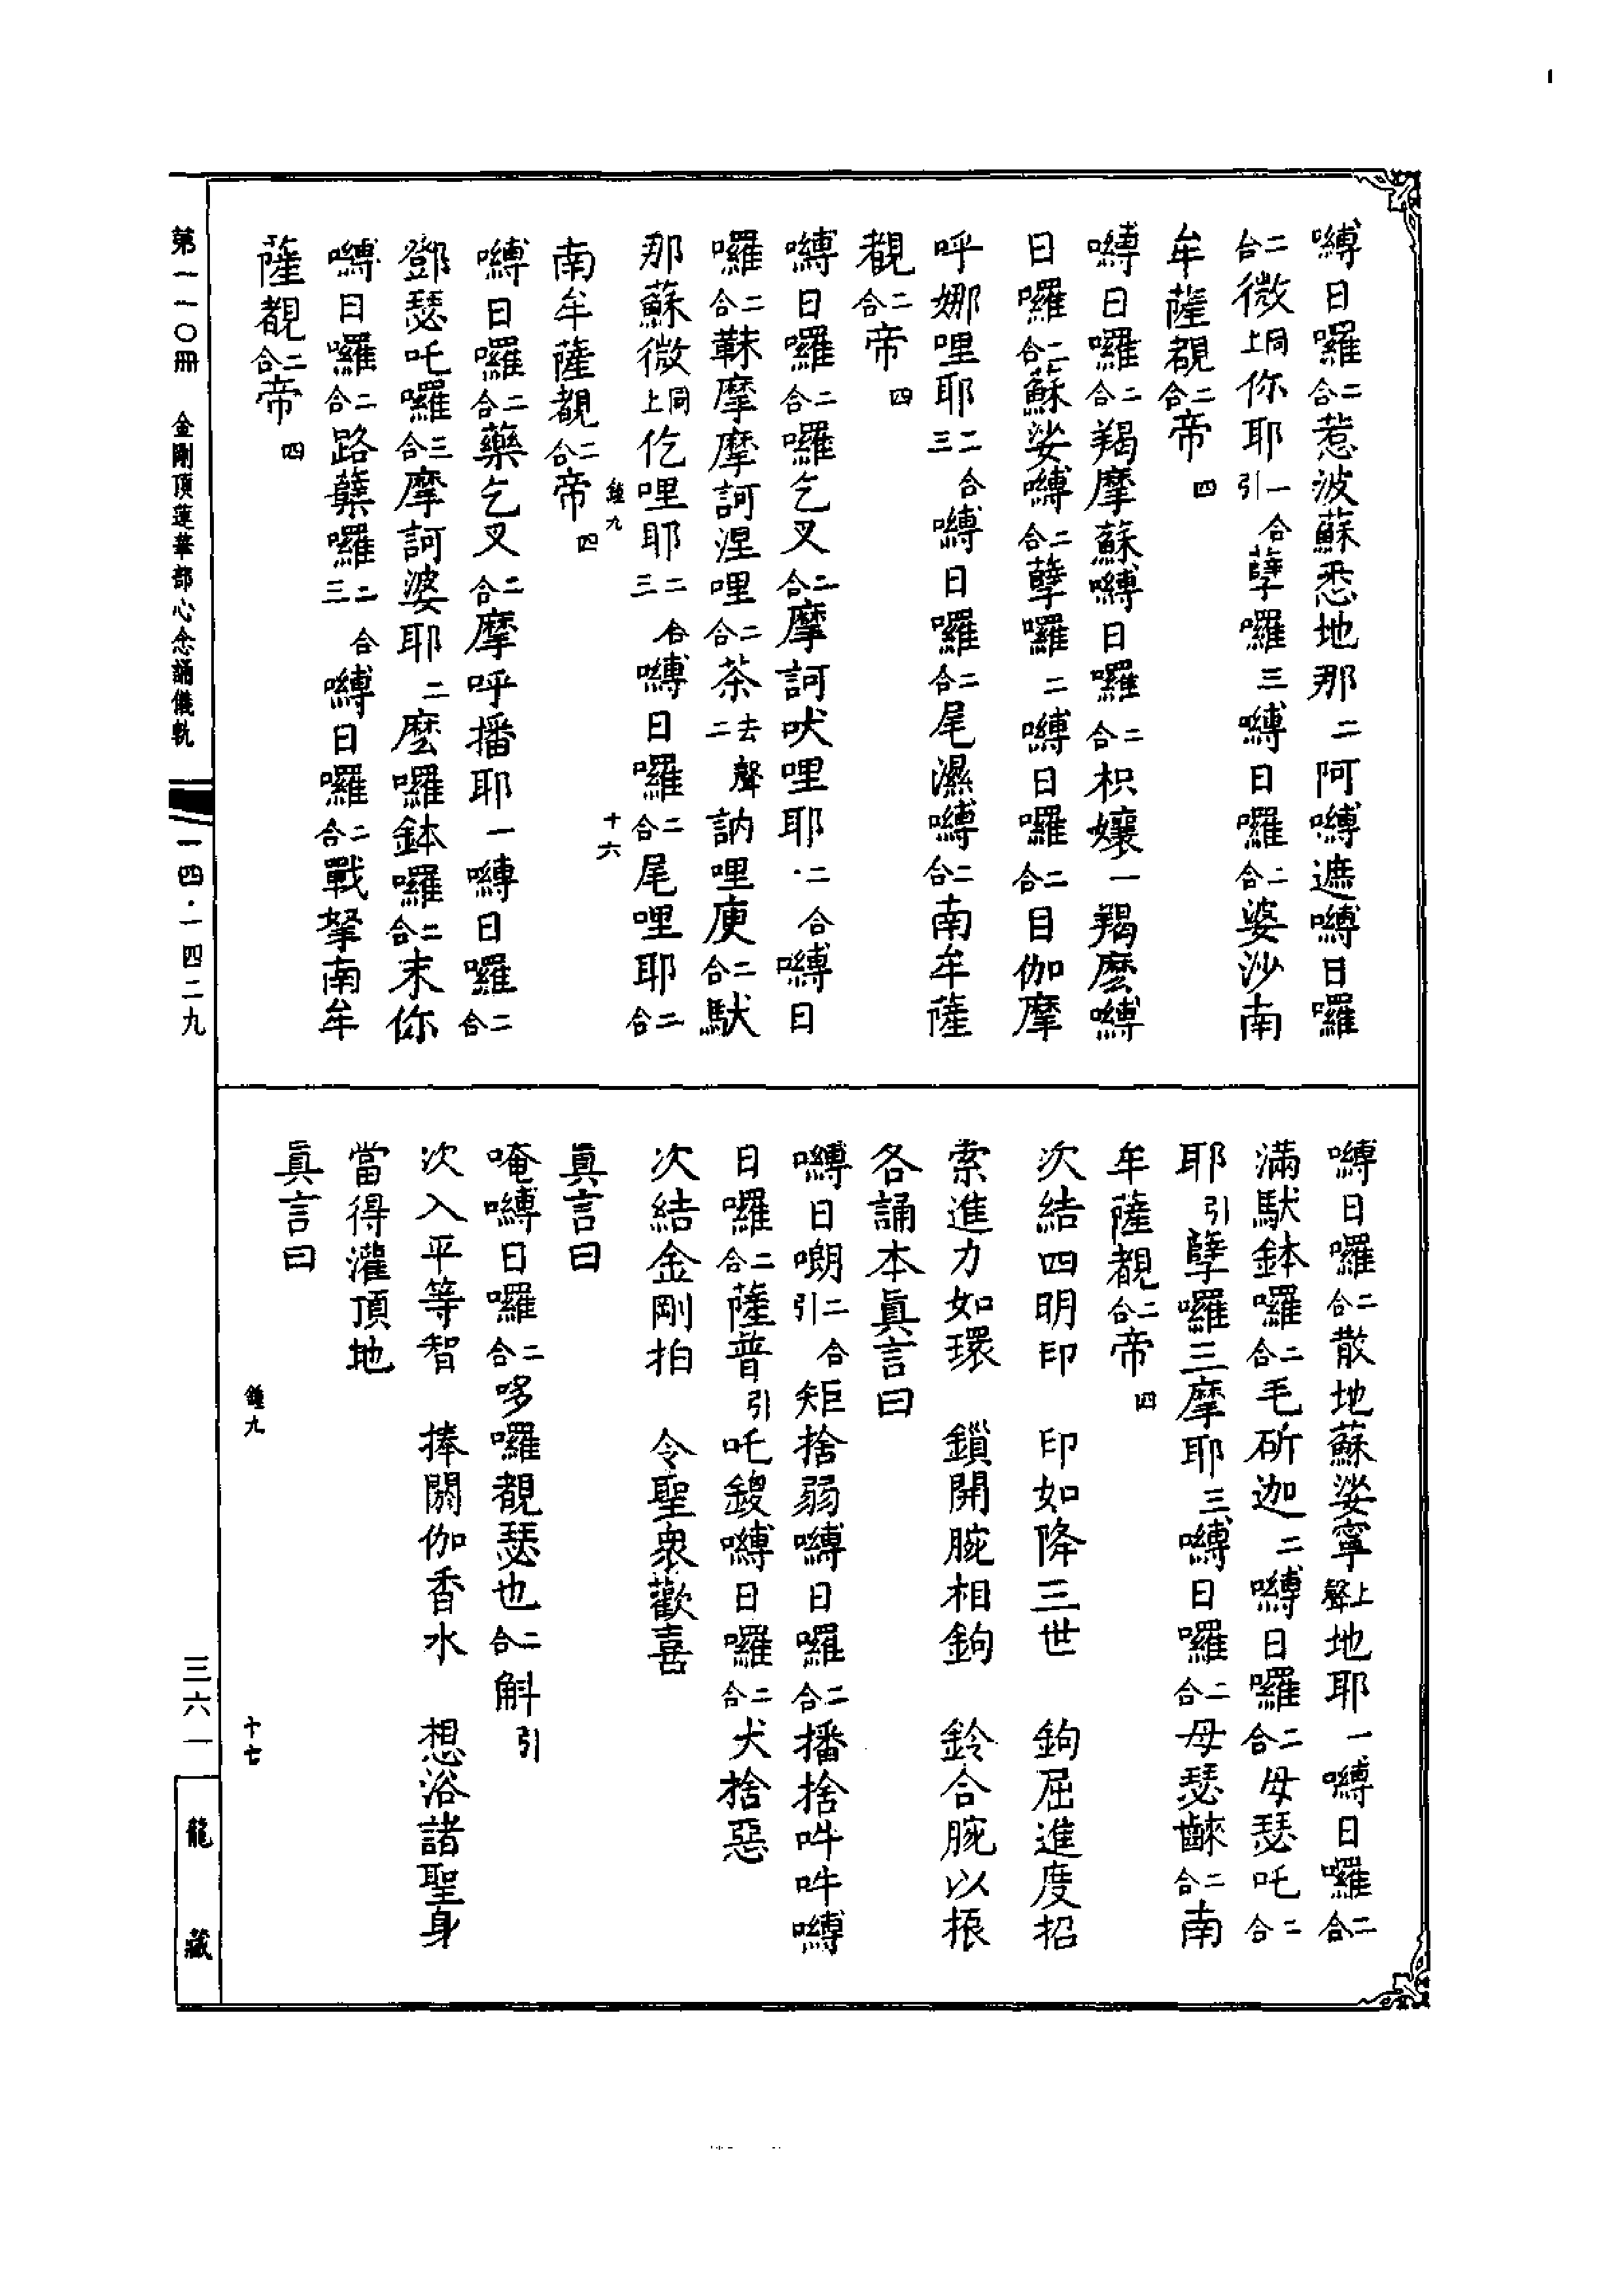 嚩日囉二合惹波蘇悉地那二阿嚩遮嚩日囉
二合微同上你耶一引合孽囉三嚩日囉二合婆沙南
牟薩覩二合帝四
嚩日囉二合羯摩蘇嚩日囉二合枳孃一羯麽嚩
日囉二合蘇娑嚩二合孽囉二嚩日囉二合目伽摩
呼娜哩耶二合三嚩日囉二合尾濕嚩二合南牟薩
覩二合帝四
嚩日囉二合囉乞叉二合摩訶吠哩耶二合嚩日
囉二合靺摩摩訶涅哩二合茶去聲二訥哩庾二合馱
那蘇微同上仡哩耶二合三嚩日囉二合尾哩耶二合
鍾九 十六
南牟薩覩二合帝四
嚩日囉二合藥乞叉二合摩呼播耶一嚩日囉二合
鄧瑟吒囉三合摩訶婆耶二麽囉鉢囉二合末你
嚩日囉二合路蘗囉二合三嚩日囉二合戰拏南牟
薩覩二合帝四
嚩日囉二合散地蘇娑寧上聲地耶一嚩日囉二合
滿馱鉢囉二合毛斫迦二嚩日囉二合母瑟吒二合
耶引孽囉三摩耶三嚩日囉二合母瑟䶘二合南
牟薩覩二合帝四
次結四明印　印如降三世　鉤屈進度招
索進力如環　鎖開腕相鉤　鈴合腕以振
各誦本真言曰
嚩日㘓二合引矩捨弱嚩日囉二合播捨吽吽嚩
日囉二合薩普引吒鍐嚩日囉二合犬捨惡
次結金剛拍　令聖衆歡喜
真言曰
唵嚩日囉二合哆囉覩瑟也二合斛引
次入平等智　捧閼伽香水　想浴諸聖身
當得灌頂地
真言曰
鍾九 十七
第一一〇冊　金剛頂蓮華部心念誦儀軌
一四·一四二九
三六一
龍藏